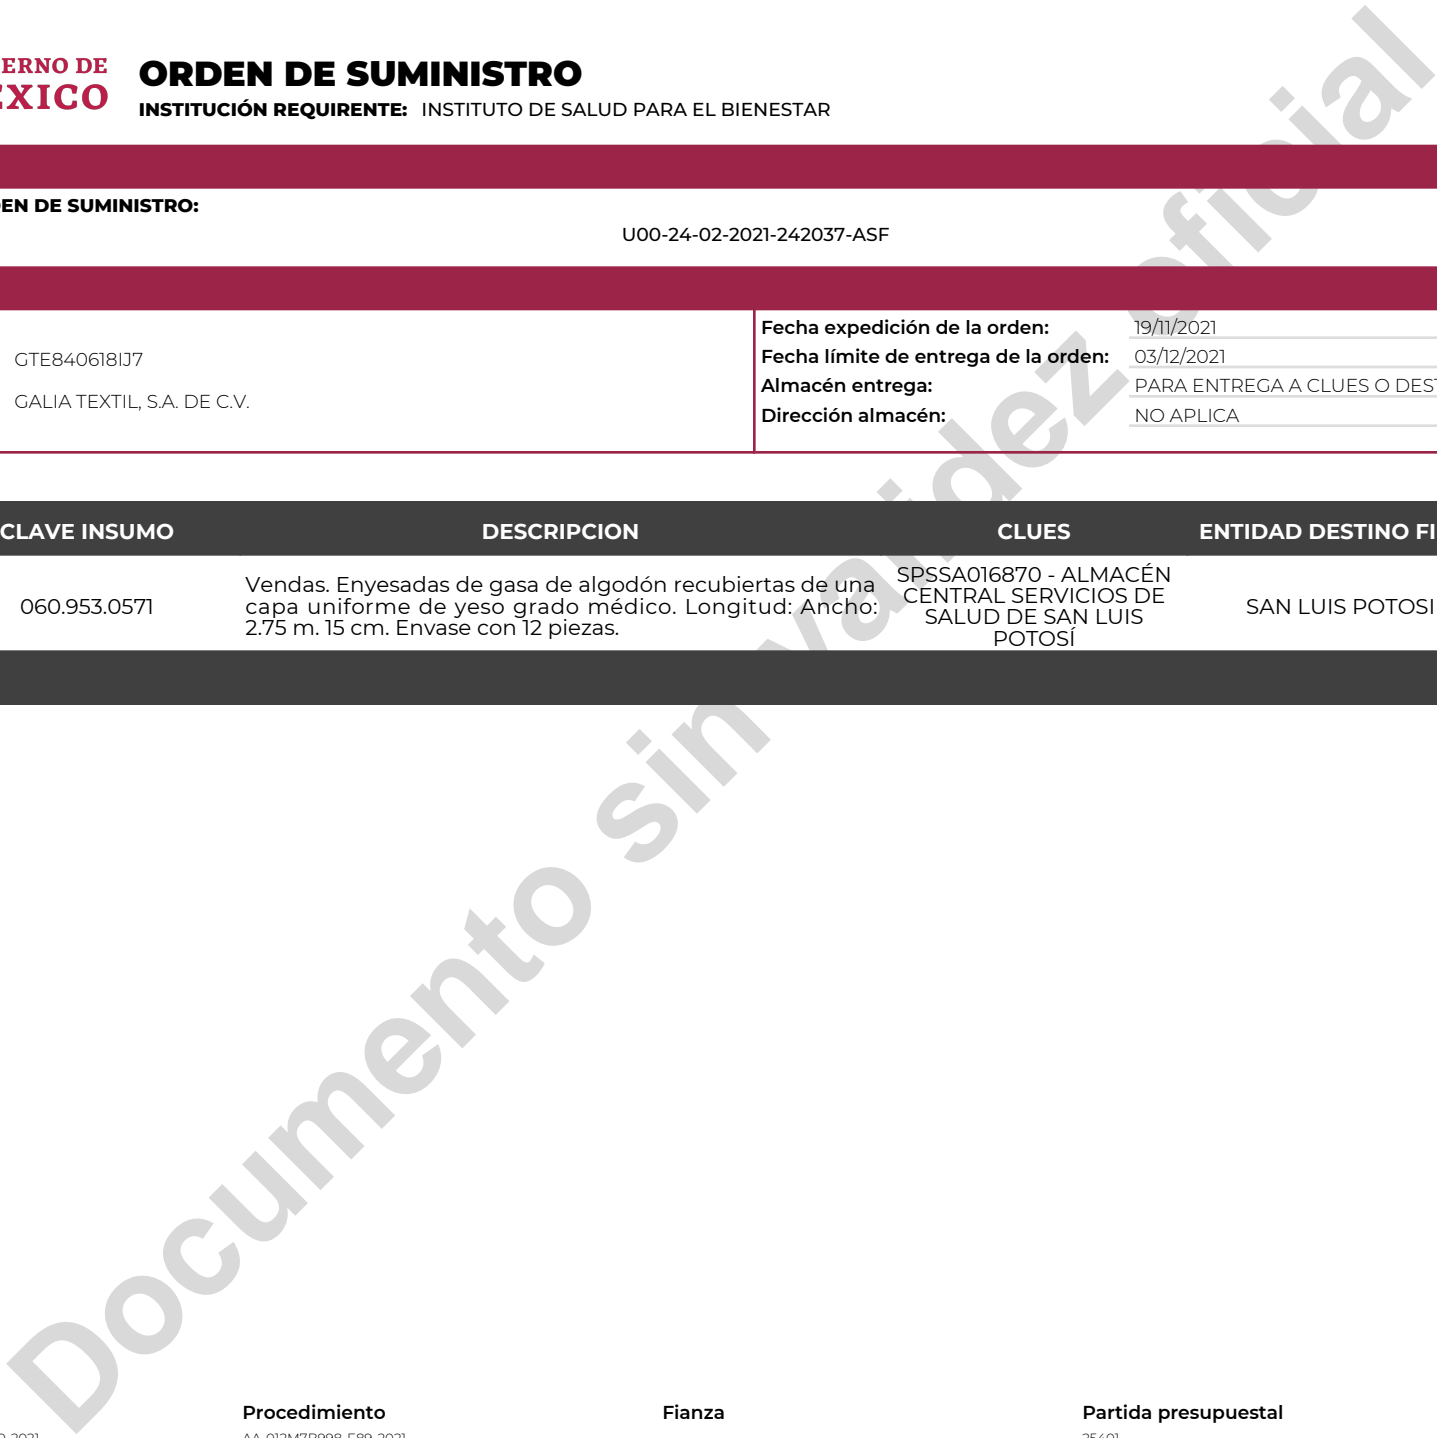 ERNO DE
ÉXICO
ORDEN DE SUMINISTRO
INSTITUCIÓN REQUIRENTE: INSTITUTO DE SALUD PARA EL BIENESTAR
EN DE SUMINISTRO:
U00-24-02-2021-242037-ASF
GTE840618IJ7
GALIA TEXTIL, S.A. DE C.V.
Fecha expedición de la orden: 19/11/2021
Fecha límite de entrega de la orden: 03/12/2021
Almacén entrega: PARA ENTREGA A CLUES O DEST
Dirección almacén: NO APLICA
CLAVE INSUMO DESCRIPCION CLUES ENTIDAD DESTINO FI
060.953.0571
Vendas. Enyesadas de gasa de algodón recubiertas de una
capa uniforme de yeso grado médico. Longitud: Ancho:
2.75 m. 15 cm. Envase con 12 piezas.
SPSSA016870 - ALMACÉN
CENTRAL SERVICIOS DE
SALUD DE SAN LUIS
POTOSÍ
SAN LUIS POTOSI
Documento sin validez oficial
Procedimiento Fianza Partida presupuestal